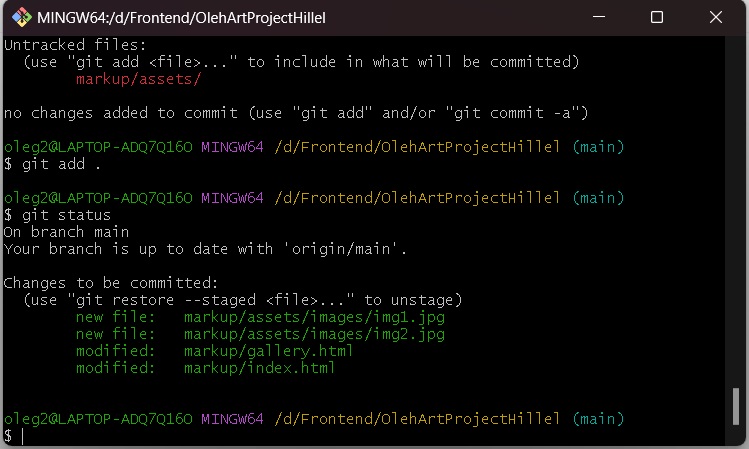 MINGW64:/d/Frontend/OlehArtProjectHillel
Untracked files:
  (use "git add <file>..." to include in what will be committed)
        markup/assets/

no changes added to commit (use "git add" and/or "git commit -a")

oleg2@LAPTOP-ADQ7Q16O MINGW64 /d/Frontend/OlehArtProjectHillel (main)
$ git add .

oleg2@LAPTOP-ADQ7Q16O MINGW64 /d/Frontend/OlehArtProjectHillel (main)
$ git status
On branch main
Your branch is up to date with 'origin/main'.

Changes to be committed:
  (use "git restore --staged <file>..." to unstage)
        new file:   markup/assets/images/img1.jpg
        new file:   markup/assets/images/img2.jpg
        modified:   markup/gallery.html
        modified:   markup/index.html

oleg2@LAPTOP-ADQ7Q16O MINGW64 /d/Frontend/OlehArtProjectHillel (main)
$